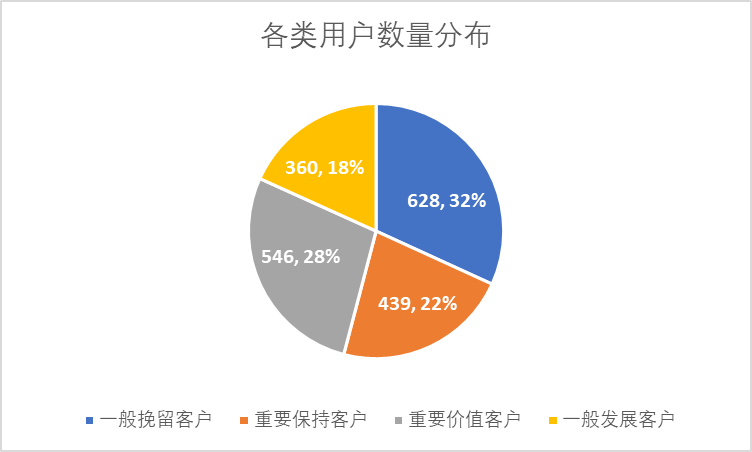 各类用户数量分布
360, 18%
628, 32%
546, 28%
439, 22%
一般挽留客户 重要保持客户 重要价值客户 一般发展客户